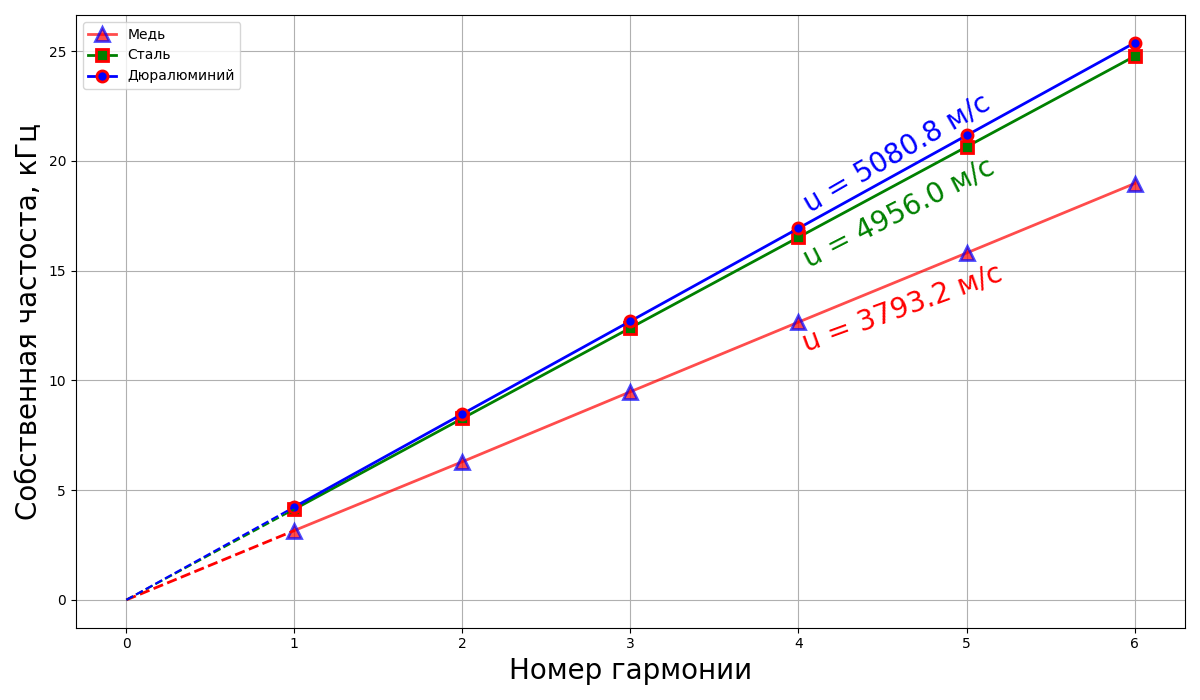 Медь
Сталь
Дюралюминий
25
20
15
10
5
0
Собственная частоста, кГц
u = 5080.8 м/с
u = 4956.0 м/с
u = 3793.2 м/с
0 1 2 3 4 5 6
Номер гармонии